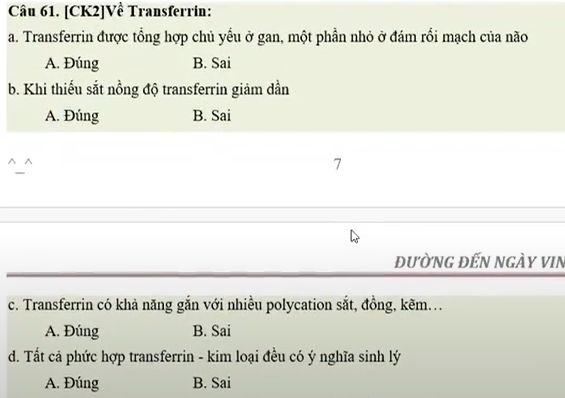 Câu 61. [CK2]Về Transferrin:
a. Transferrin được tổng hợp chủ yếu ở gan, một phần nhỏ ở đám rối mạch của não
A. Đúng B. Sai
b. Khi thiếu sắt nồng độ transferrin giảm dần
A. Đúng B. Sai
^_^ 7
ĐƯỜNG ĐẾN NGÀY VIN
c. Transferrin có khả năng gắn với nhiều polycation sắt, đồng, kẽm…
A. Đúng B. Sai
d. Tất cả phức hợp transferrin - kim loại đều có ý nghĩa sinh lý
A. Đúng B. Sai